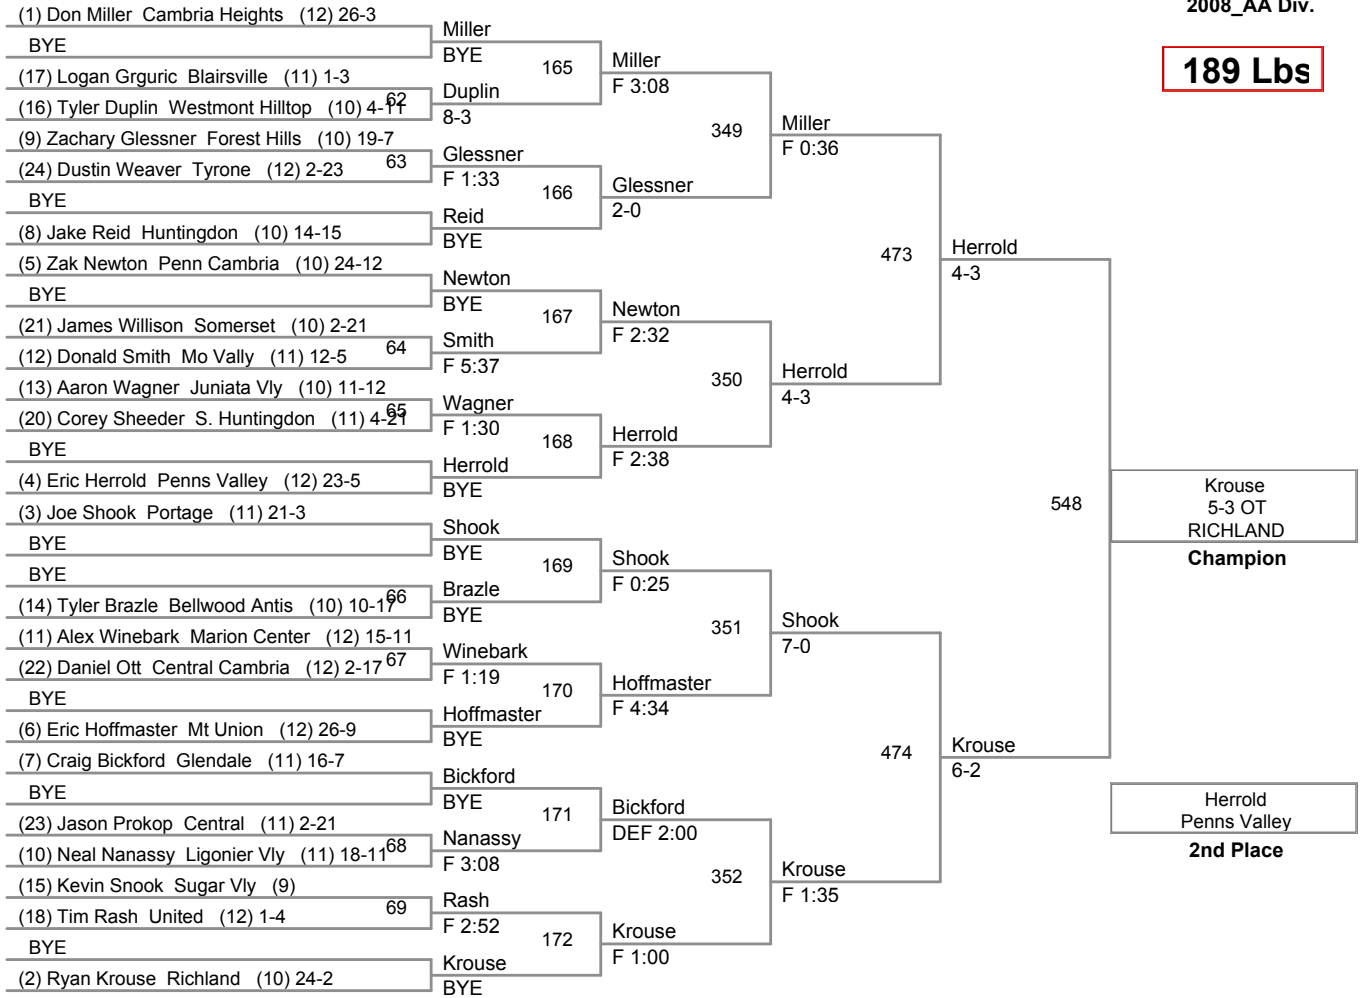 2008_AA Div.
189 Lbs
(1) Don Miller Cambria Heights (12) 26-3
BYE
(17) Logan Grguric Blairsville (11) 1-3
(16) Tyler Duplin Westmont Hilltop (10) 4-11
(9) Zachary Glessner Forest Hills (10) 19-7
(24) Dustin Weaver Tyrone (12) 2-23
BYE
(8) Jake Reid Huntingdon (10) 14-15
(5) Zak Newton Penn Cambria (10) 24-12
BYE
(21) James Willison Somerset (10) 2-21
(12) Donald Smith Mo Vally (11) 12-5
(13) Aaron Wagner Juniata Vly (10) 11-12
(20) Corey Sheeder S. Huntingdon (11) 4-21
BYE
(4) Eric Herrold Penns Valley (12) 23-5
(3) Joe Shook Portage (11) 21-3
BYE
BYE
(14) Tyler Brazle Bellwood Antis (10) 10-17
(11) Alex Winebark Marion Center (12) 15-11
(22) Daniel Ott Central Cambria (12) 2-17
BYE
(6) Eric Hoffmaster Mt Union (12) 26-9
(7) Craig Bickford Glendale (11) 16-7
BYE
(23) Jason Prokop Central (11) 2-21
(10) Neal Nanassy Ligonier Vly (11) 18-11
(15) Kevin Snook Sugar Vly (9)
(18) Tim Rash United (12) 1-4
BYE
(2) Ryan Krouse Richland (10) 24-2
62
63
64
65
66
67
68
69
Miller
BYE
Duplin
8-3
Glessner
F 1:33
Reid
BYE
Newton
BYE
Smith
F 5:37
Wagner
F 1:30
Herrold
BYE
Shook
BYE
Brazle
BYE
Winebark
F 1:19
Hoffmaster
BYE
Bickford
BYE
Nanassy
F 3:08
Rash
F 2:52
Krouse
BYE
165
166
167
168
169
170
171
172
Miller
F 3:08
Glessner
2-0
Newton
F 2:32
Herrold
F 2:38
Shook
F 0:25
Hoffmaster
F 4:34
Bickford
DEF 2:00
Krouse
F 1:00
349
350
351
352
Miller
F 0:36
Herrold
4-3
Shook
7-0
Krouse
F 1:35
473
474
Herrold
4-3
Krouse
6-2
548
Krouse
5-3 OT
RICHLAND
Champion
Herrold
Penns Valley
2nd Place